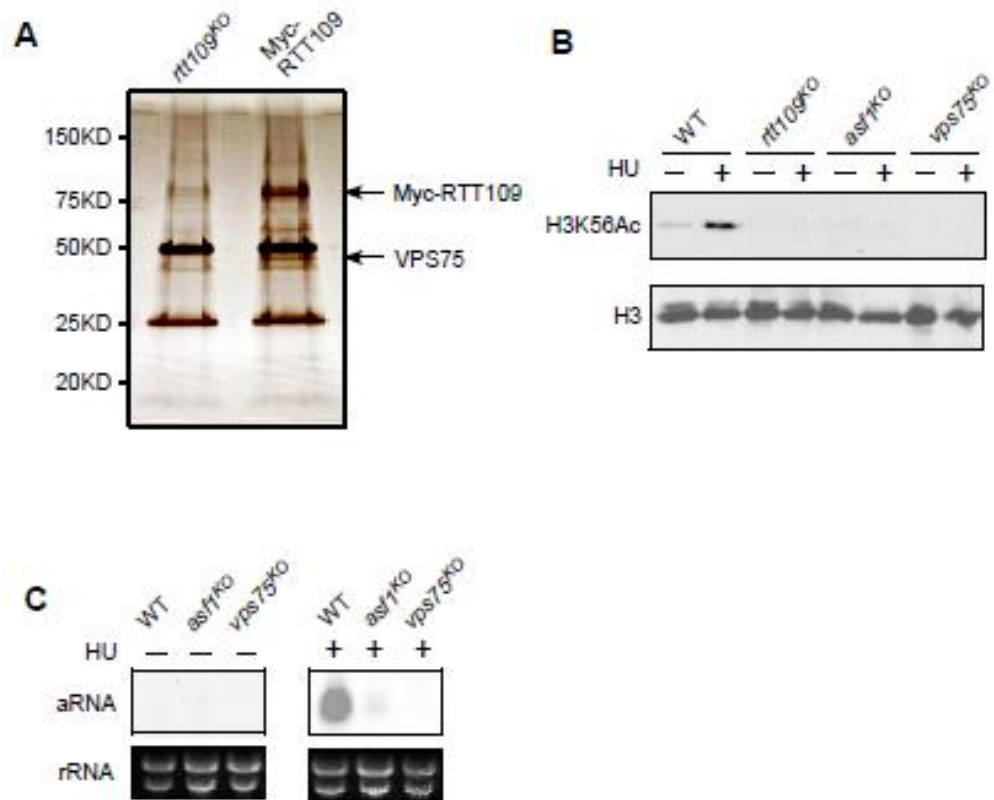 A
rtt109KO Myc-RTT109
150KD
75KD
50KD
25KD
20KD
Myc-RTT109
VPS75
B
WT rtt109KO asf1KO vps75KO
HU — + — + — + — +
H3K56Ac
H3
C
WT asf1KO vps75KO WT asf1KO vps75KO
HU — — — + + +
aRNA
rRNA